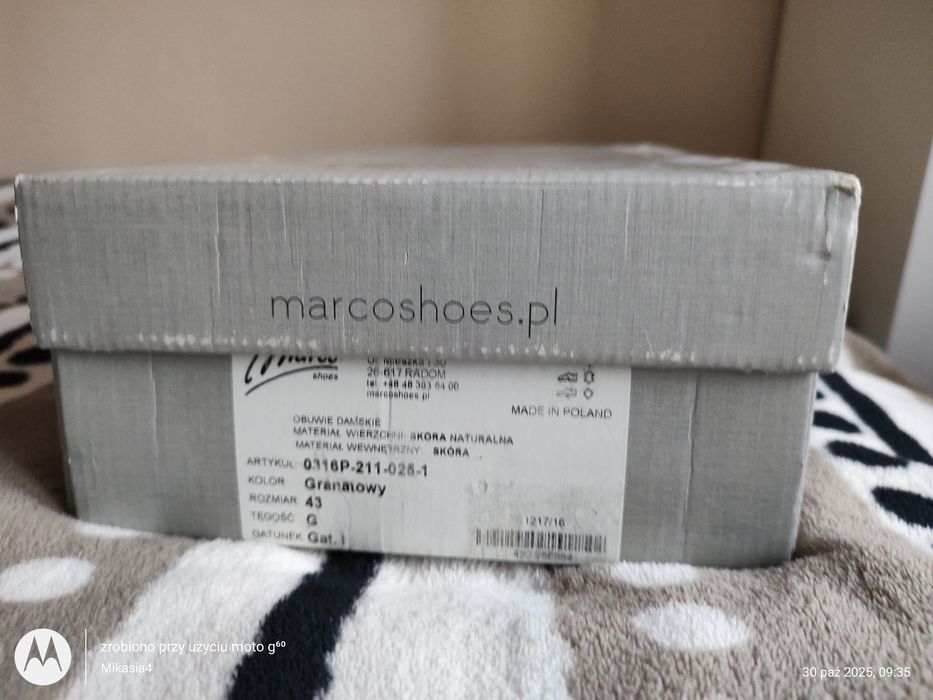 marcoshoes.pl
Marco
shoes
Ul. Mieszka I 30
26-617 RADOM
tel. +48 48 383 64 00
marcoshoes.pl
MADE IN POLAND
OBUWIE DAMSKIE
MATERIAŁ WIERZCHNI: SKÓRA NATURALNA
MATERIAŁ WEWNĘTRZNY SKÓRA
ARTYKUŁ 0316P-211-026-1
KOLOR Granatowy
ROZMIAR 43
TĘGOŚĆ G
GATUNEK Gat. I
1217/16
zrobiono przy użyciu moto g⁶⁰
Mikasia4
30 paź 2025, 09:35